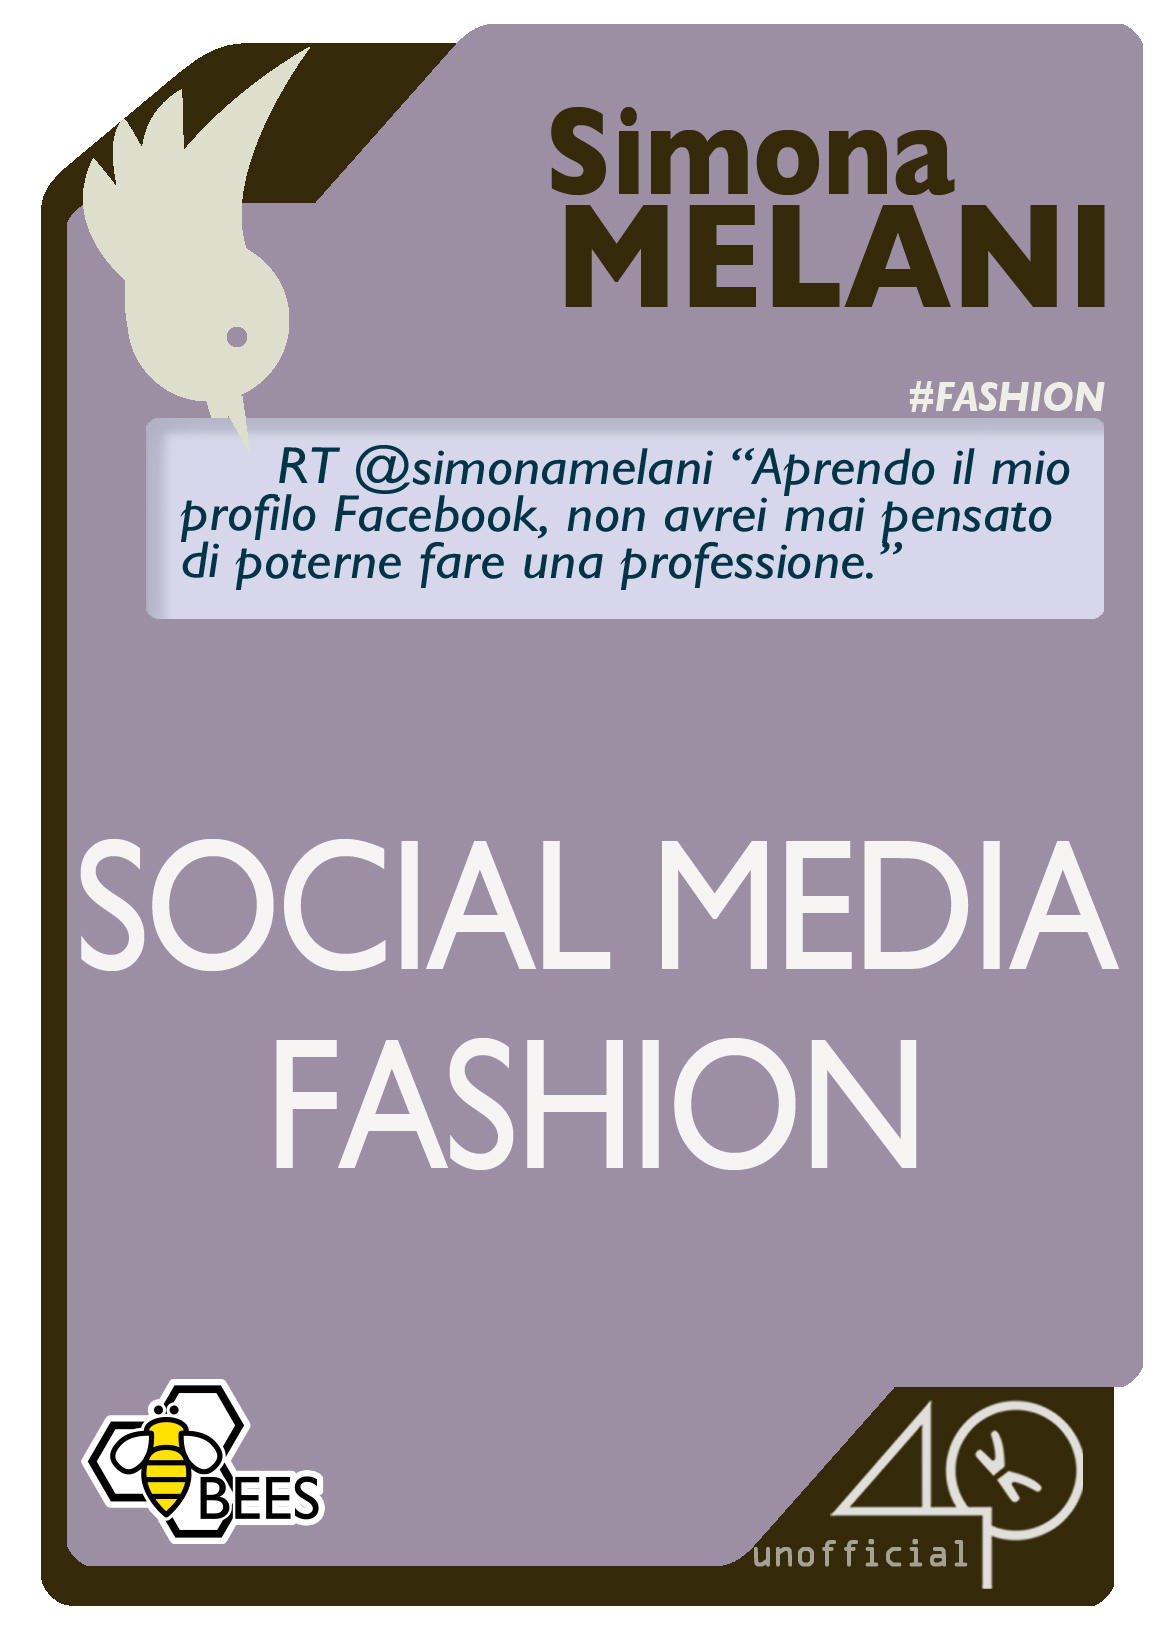 Simona
MELANI
#FASHION
RT @simonamelani “Aprendo il mio
profilo Facebook, non avrei mai pensato
di poterne fare una professione.”
SOCIAL MEDIA
FASHION
BEES
4P
unofficial